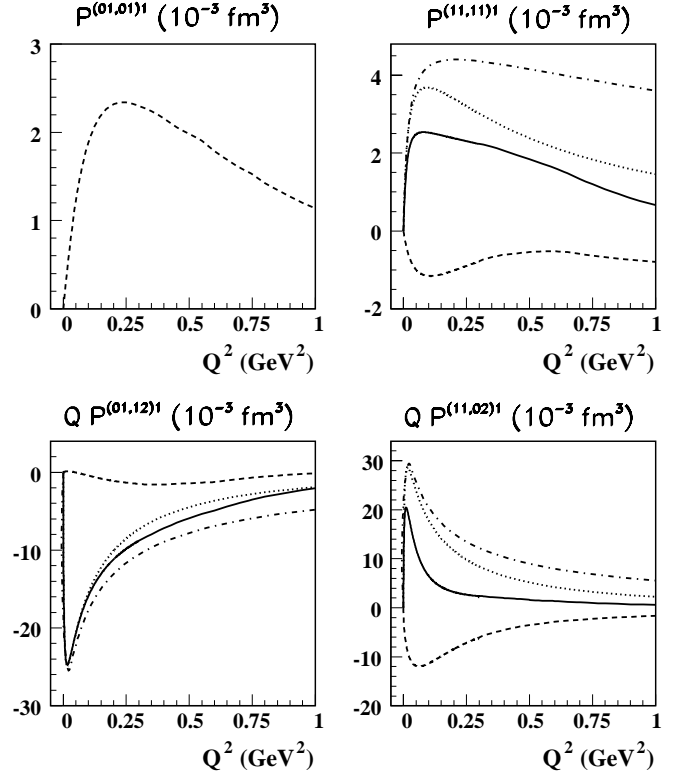 P^(01,01)1 (10^-3 fm^3)
3
2
1
0
0 0.25 0.5 0.75 1
Q^2 (GeV^2)
P^(11,11)1 (10^-3 fm^3)
4
2
0
-2
0 0.25 0.5 0.75 1
Q^2 (GeV^2)
Q P^(01,12)1 (10^-3 fm^3)
0
-10
-20
-30
0 0.25 0.5 0.75 1
Q^2 (GeV^2)
Q P^(11,02)1 (10^-3 fm^3)
30
20
10
0
-10
-20
0 0.25 0.5 0.75 1
Q^2 (GeV^2)